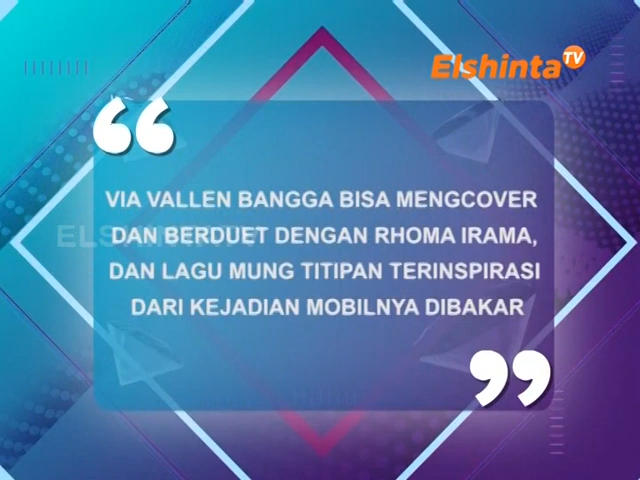 Elshinta TV
“
VIA VALLEN BANGGA BISA MENGCOVER
DAN BERDUET DENGAN RHOMA IRAMA,
DAN LAGU MUNG TITIPAN TERINSPIRASI
DARI KEJADIAN MOBILNYA DIBAKAR
”